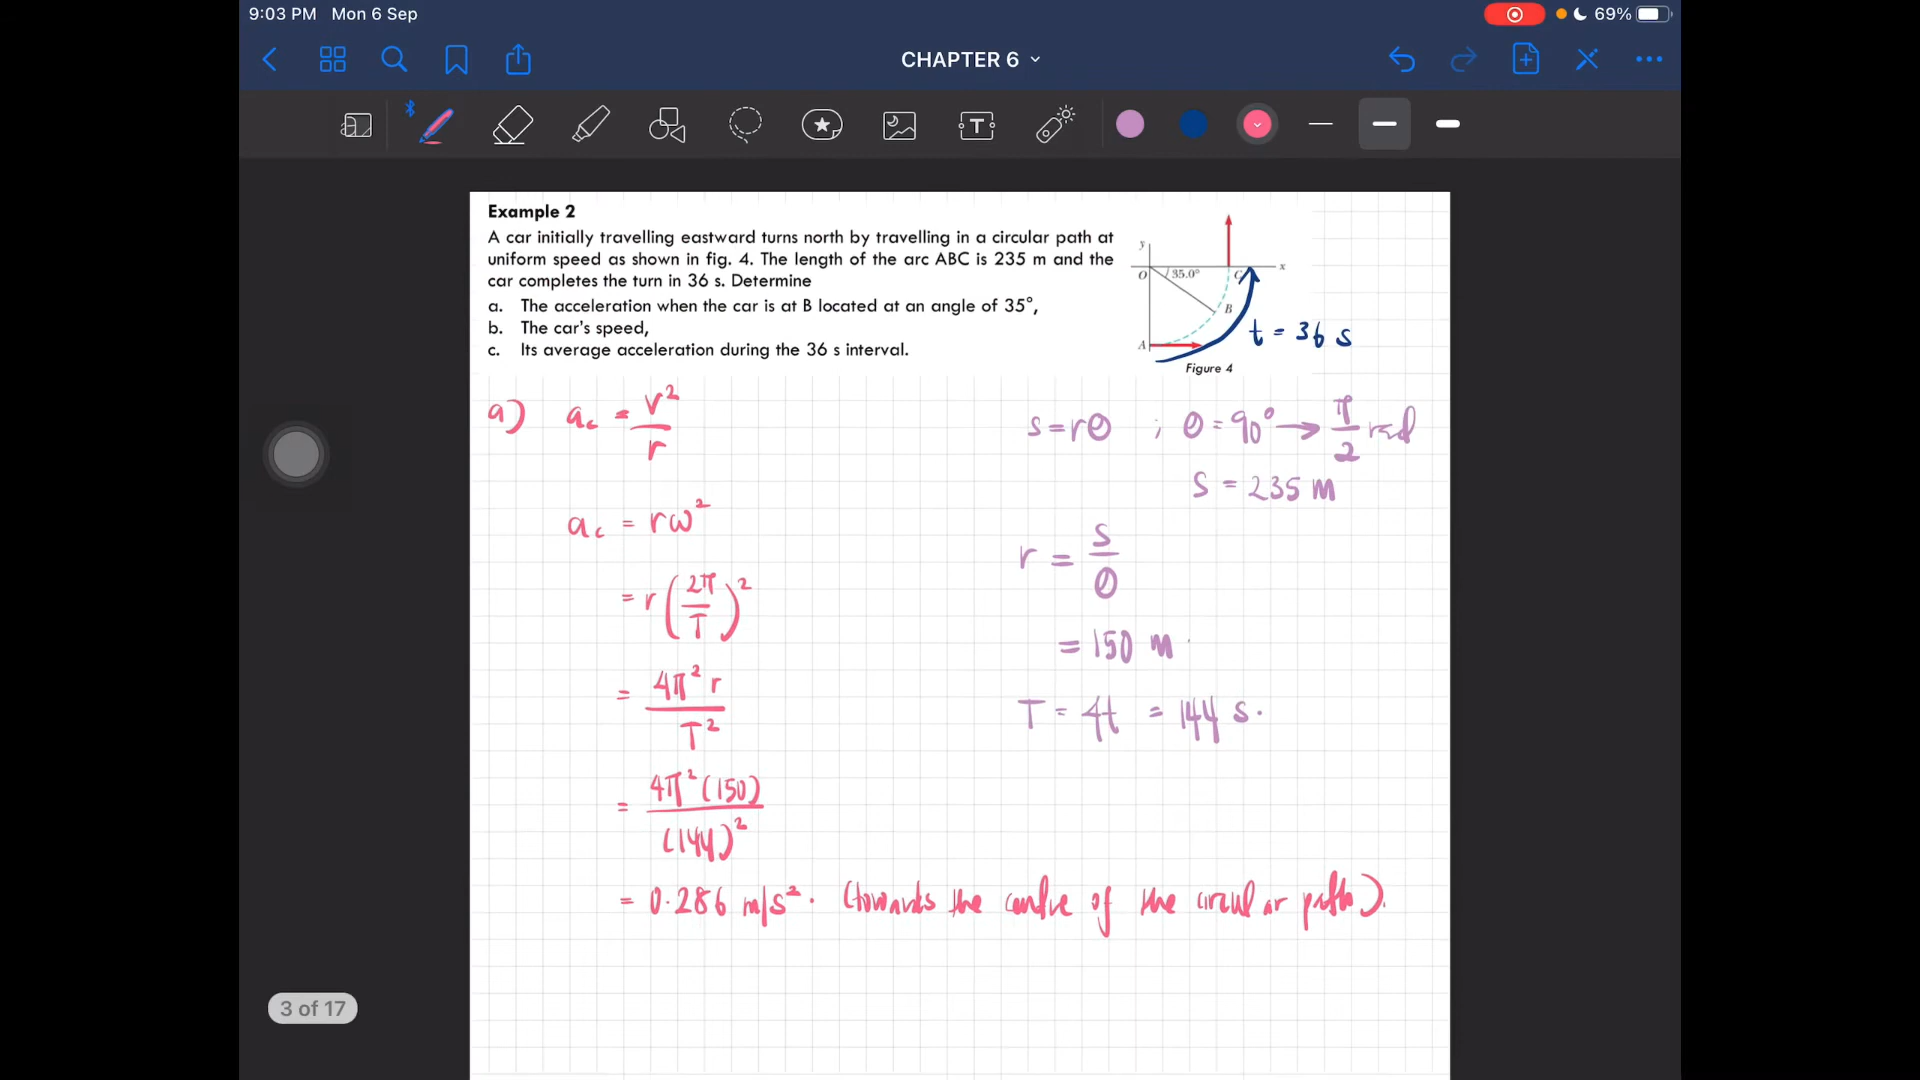 9:03 PM Mon 6 Sep
69%
CHAPTER 6
Example 2
A car initially travelling eastward turns north by travelling in a circular path at
uniform speed as shown in fig. 4. The length of the arc ABC is 235 m and the
car completes the turn in 36 s. Determine
a. The acceleration when the car is at B located at an angle of 35°,
b. The car's speed,
c. Its average acceleration during the 36 s interval.
y
O 35.0° C x
B
A
t = 36 s
Figure 4
a) a_c = v²/r
a_c = rω²
= r(2π/T)²
= 4π²r/T²
= 4π²(150)/(144)²
= 0.286 m/s². (towards the centre of the circular path).
s = rθ ; θ = 90° → π/2 rad
s = 235 m
r = s/θ
= 150 m.
T = 4t = 144 s.
3 of 17